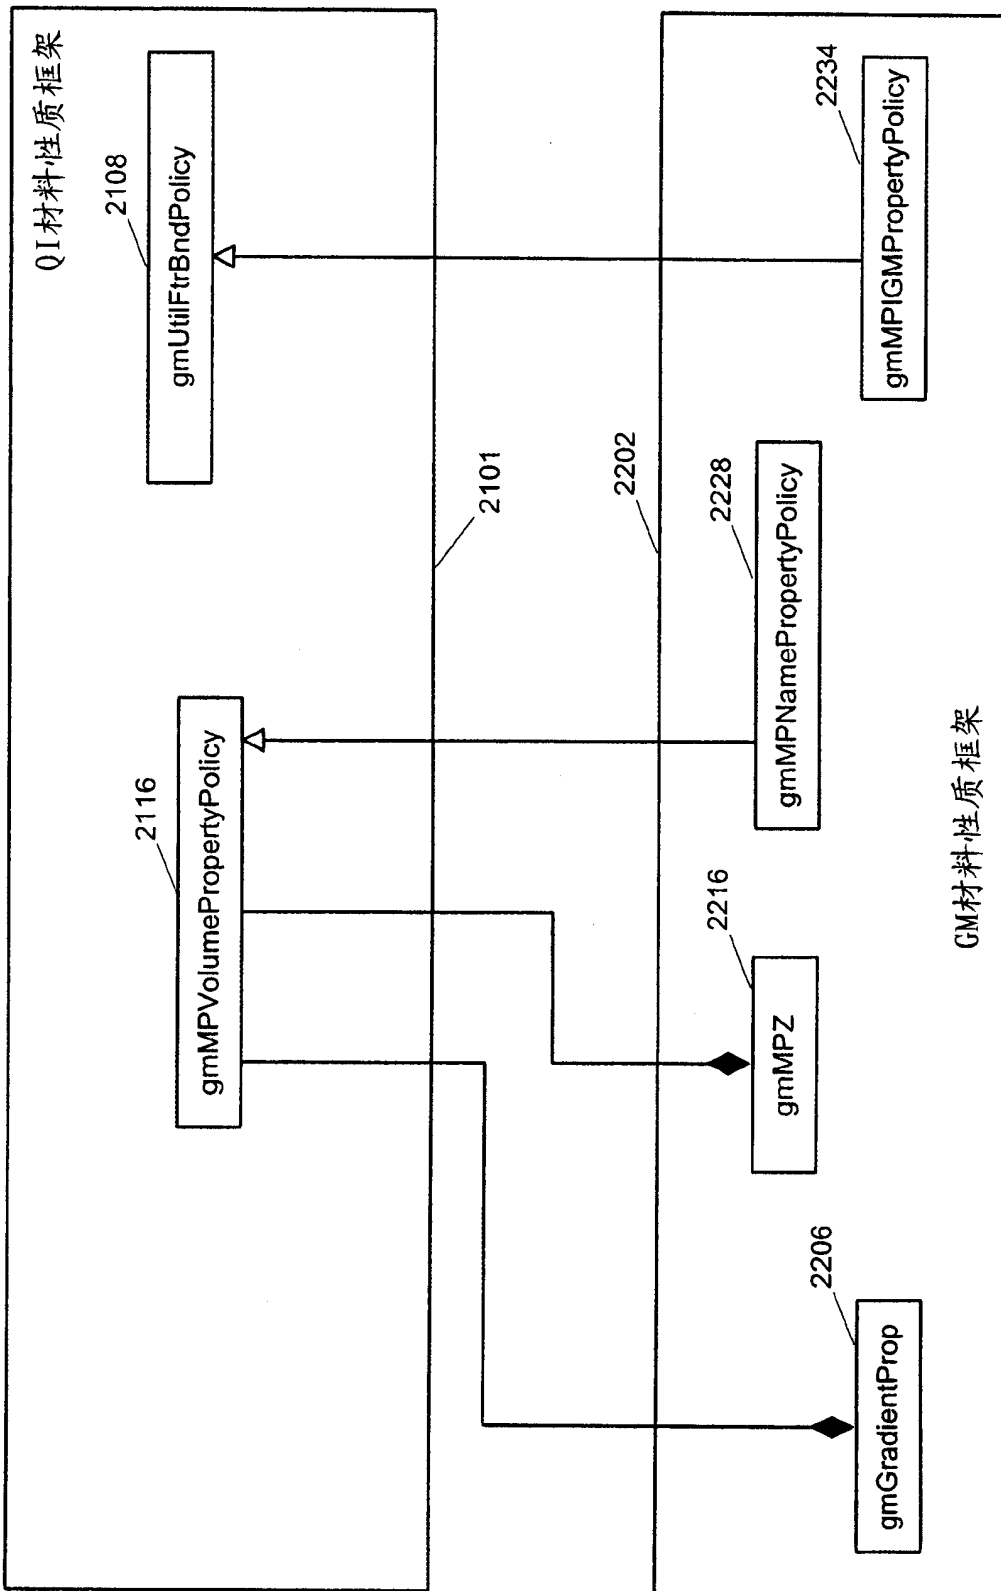 QI材料性质框架
2108
gmUtilFtrBndPolicy
2116
gmMPVolumePropertyPolicy
2101
2202
2234
gmMPIGMPropertyPolicy
2228
gmMPNamePropertyPolicy
2216
gmMPZ
2206
gmGradientProp
GM材料性质框架